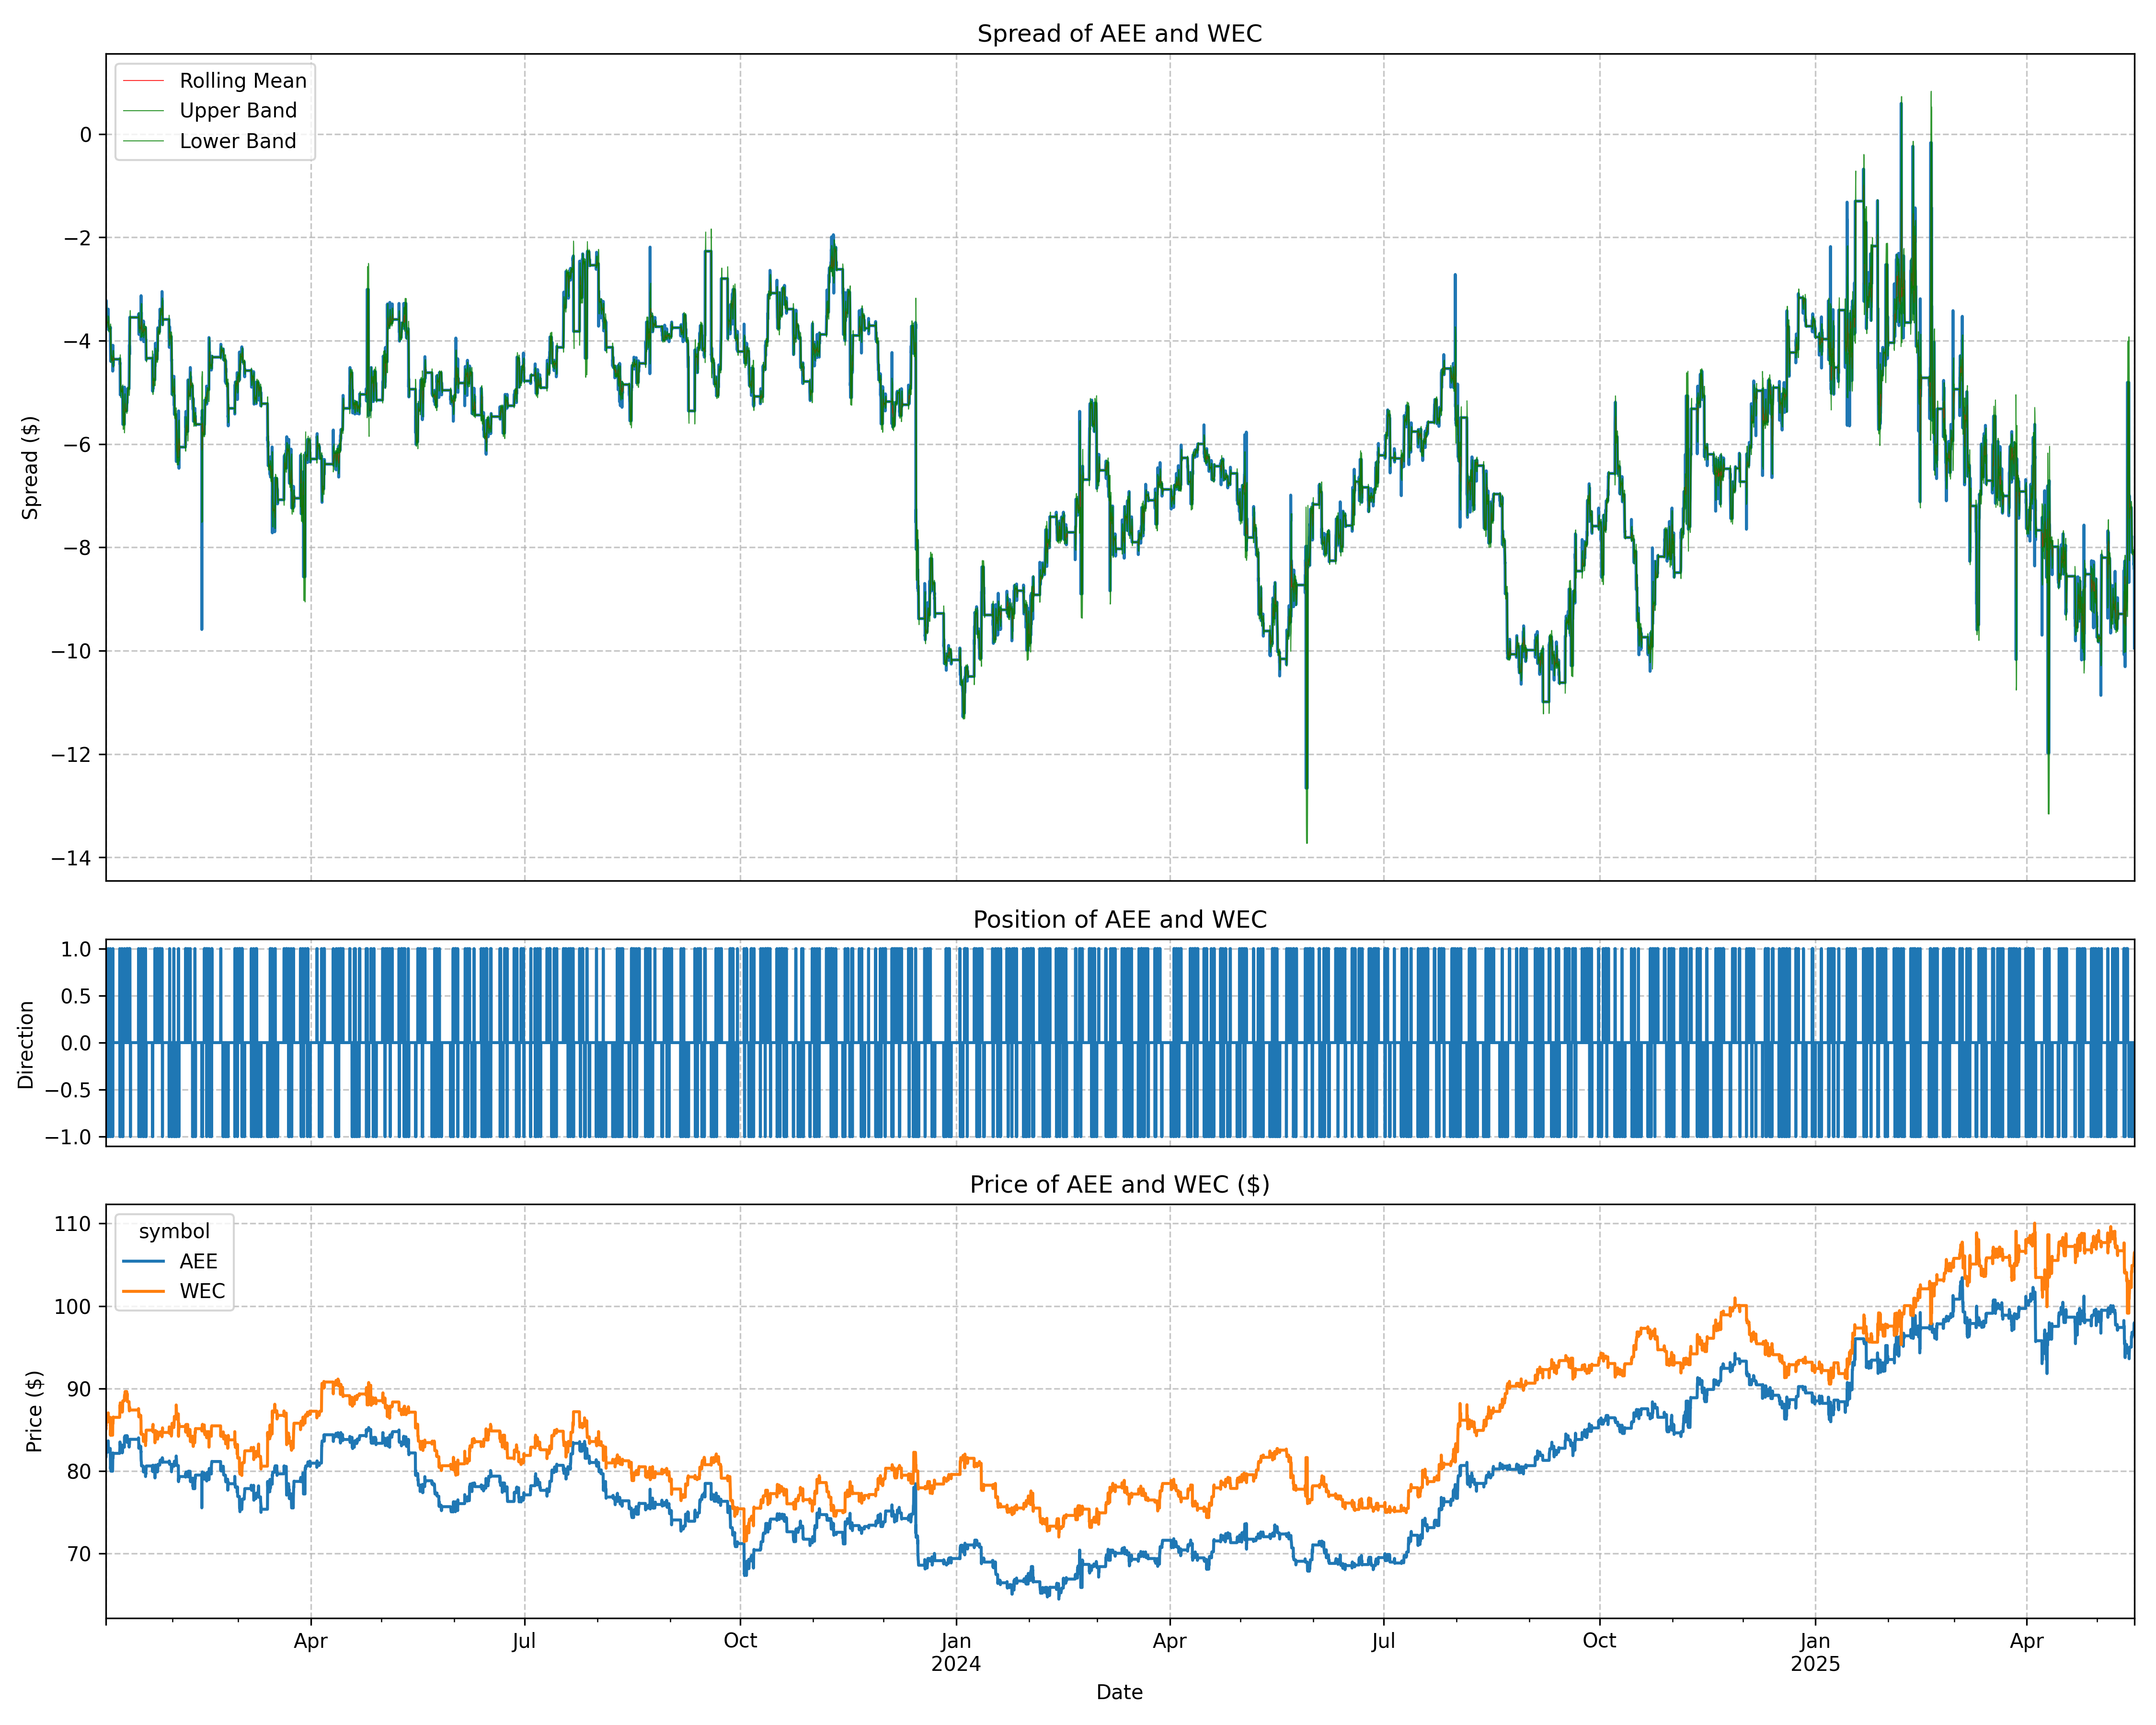 Spread of AEE and WEC
Rolling Mean
Upper Band
Lower Band
Spread ($)
0
−2
−4
−6
−8
−10
−12
−14
Position of AEE and WEC
Direction
1.0
0.5
0.0
−0.5
−1.0
Price of AEE and WEC ($)
symbol
AEE
WEC
Price ($)
110
100
90
80
70
Apr Jul Oct Jan Apr Jul Oct Jan Apr
2024 2025
Date